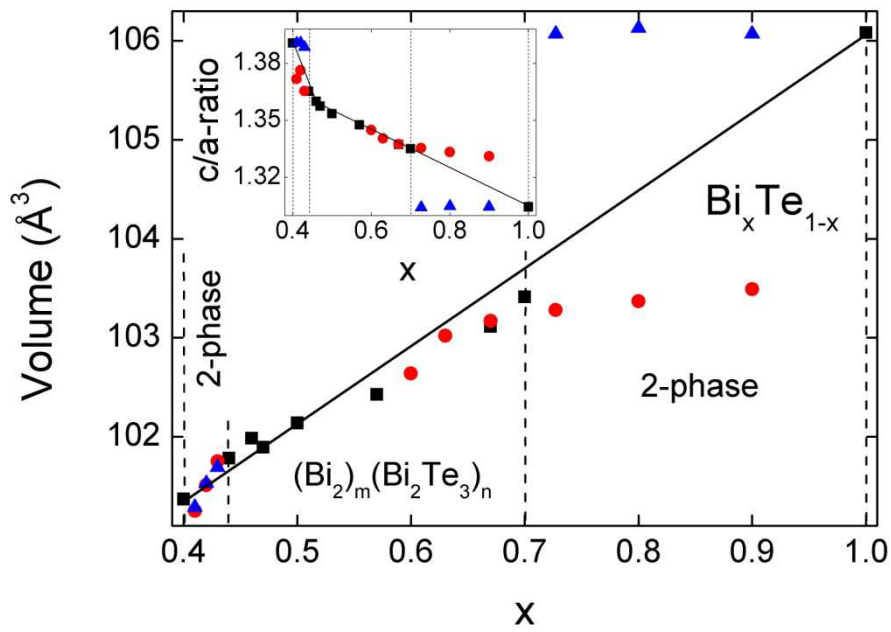 106
105
104
103
102
Volume (Å³)
0.4 0.5 0.6 0.7 0.8 0.9 1.0
x
1.38
1.35
1.32
c/a-ratio
0.4 0.6 0.8 1.0
x
BiₓTe₁₋ₓ
2-phase
2-phase
(Bi₂)ₘ(Bi₂Te₃)ₙ